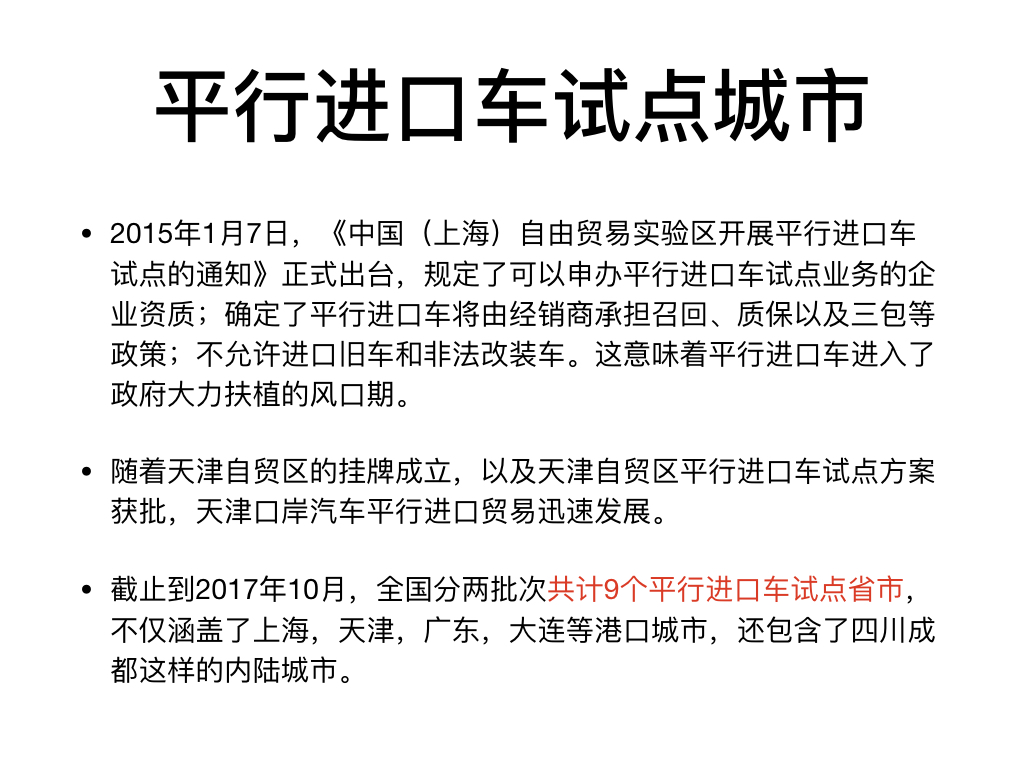 平行进口车试点城市
• 2015年1月7日，《中国（上海）自由贸易实验区开展平行进口车
试点的通知》正式出台，规定了可以申办平行进口车试点业务的企
业资质；确定了平行进口车将由经销商承担召回、质保以及三包等
政策；不允许进口旧车和非法改装车。这意味着平行进口车进入了
政府大力扶植的风口期。
• 随着天津自贸区的挂牌成立，以及天津自贸区平行进口车试点方案
获批，天津口岸汽车平行进口贸易迅速发展。
• 截止到2017年10月，全国分两批次共计9个平行进口车试点省市，
不仅涵盖了上海，天津，广东，大连等港口城市，还包含了四川成
都这样的内陆城市。